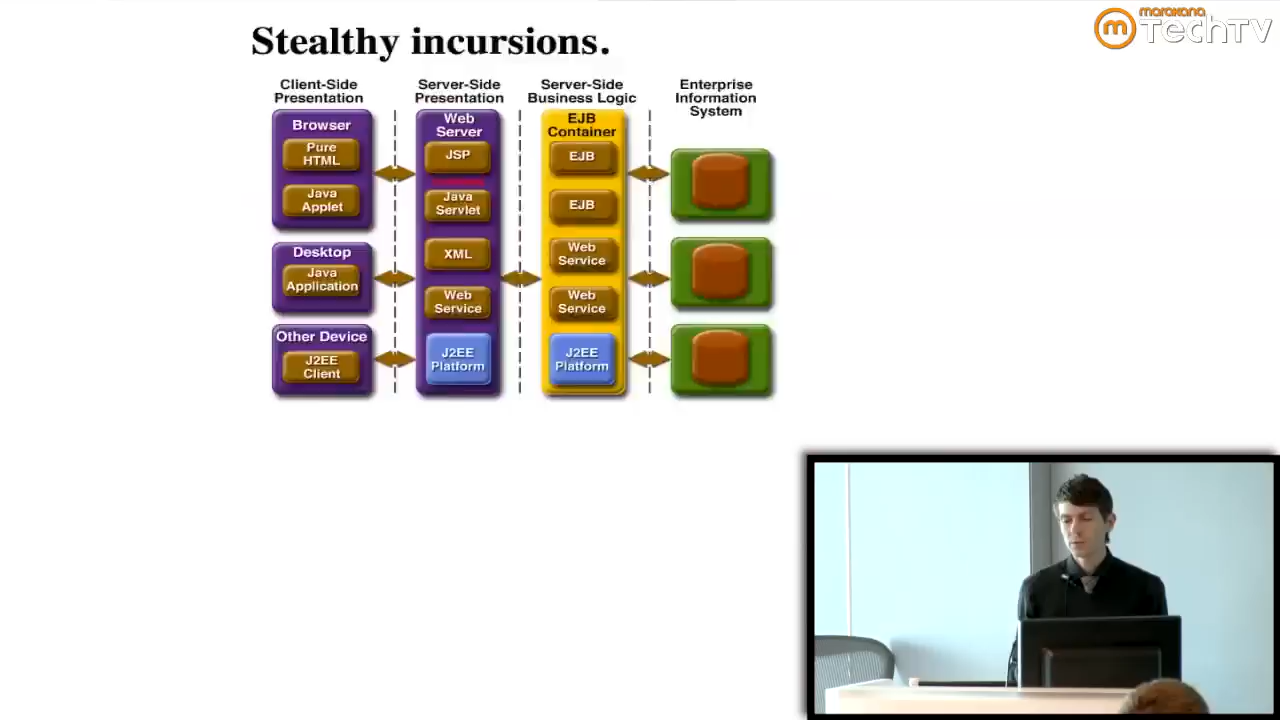 marakana
TechTV
Stealthy incursions.
Client-Side
Presentation
Server-Side
Presentation
Server-Side
Business Logic
Enterprise
Information
System
Browser
Pure
HTML
Java
Applet
Desktop
Java
Application
Other Device
J2EE
Client
Web
Server
JSP
Java
Servlet
XML
Web
Service
J2EE
Platform
EJB
Container
EJB
EJB
Web
Service
Web
Service
J2EE
Platform